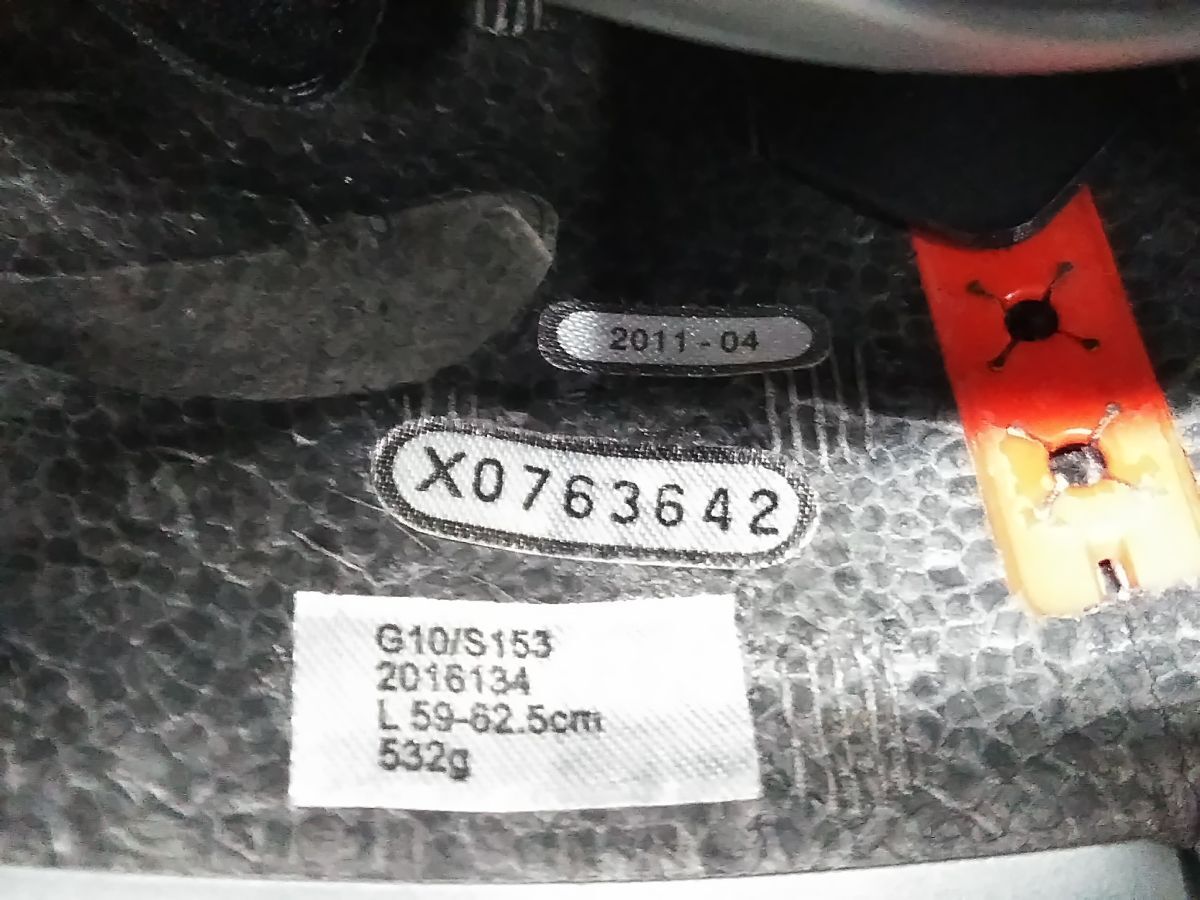 2011 - 04
X0763642
G10/S153
2016134
L 59-62.5cm
532g